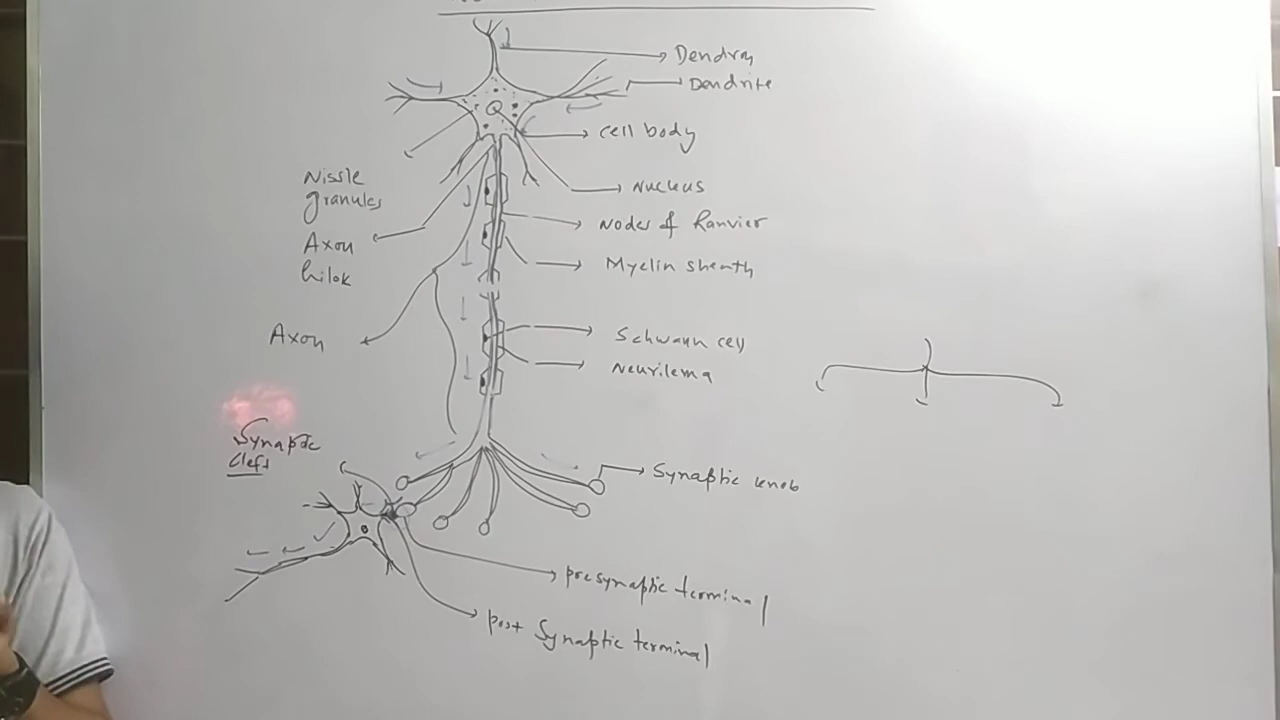 Dendron
Dendrite
Cell body
Nissle
granules
Nucleus
Nodes of Ranvier
Axon
hilok
Myelin sheath
Axon
Schwann cell
Neurilema
Synaptic
cleft
Synaptic knob
presynaptic terminal
post Synaptic terminal